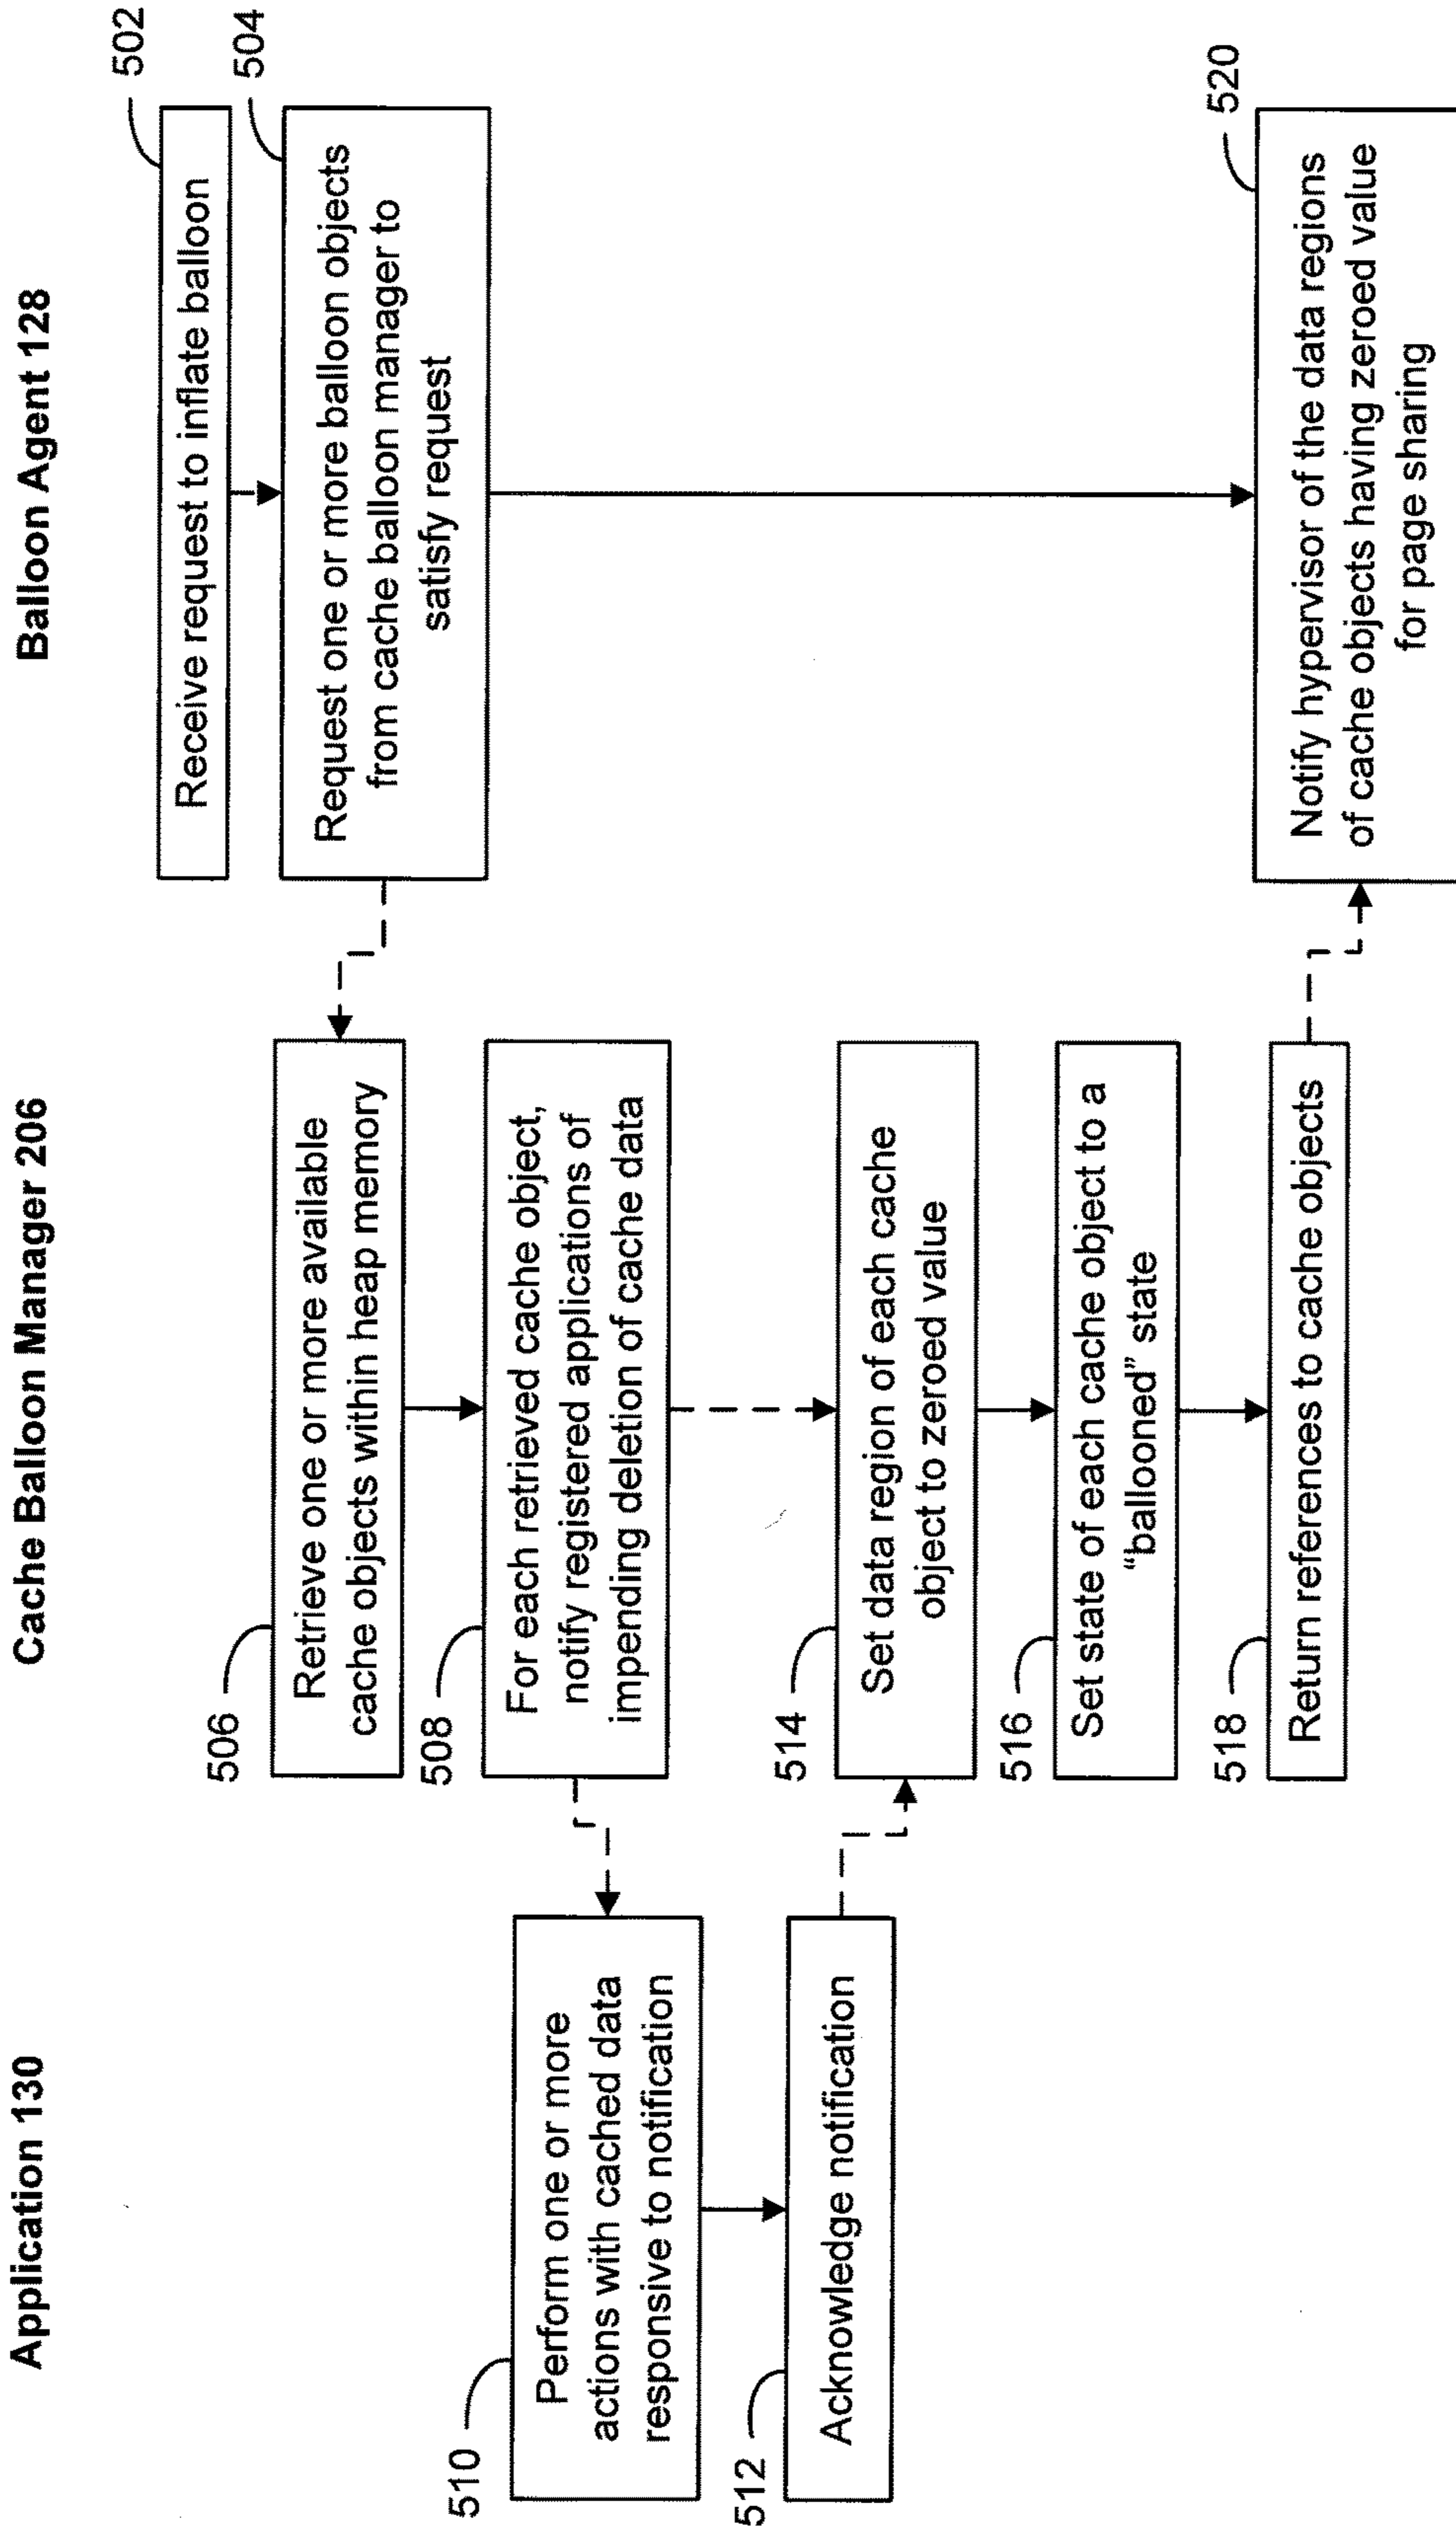 Application 130
Cache Balloon Manager 206
Balloon Agent 128
502
Receive request to inflate balloon
504
Request one or more balloon objects
from cache balloon manager to
satisfy request
506
Retrieve one or more available
cache objects within heap memory
508
For each retrieved cache object,
notify registered applications of
impending deletion of cache data
510
Perform one or more
actions with cached data
responsive to notification
512
Acknowledge notification
514
Set data region of each cache
object to zeroed value
516
Set state of each cache object to a
“ballooned” state
518
Return references to cache objects
520
Notify hypervisor of the data regions
of cache objects having zeroed value
for page sharing